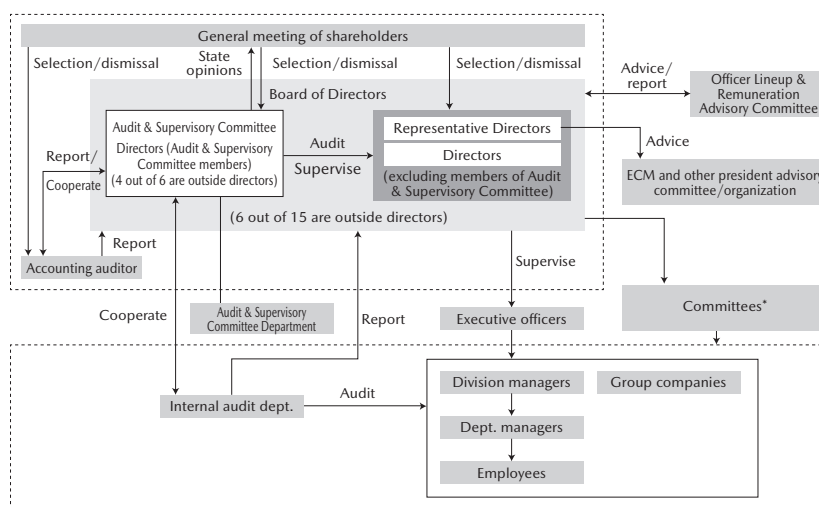 General meeting of shareholders
Selection/dismissal
State
opinions
Selection/dismissal
Selection/dismissal
Board of Directors
Advice/
report
Officer Lineup &
Remuneration
Advisory Committee
Audit & Supervisory Committee
Directors (Audit & Supervisory
Committee members)
(4 out of 6 are outside directors)
Audit
Supervise
Representative Directors
Directors
(excluding members of Audit
& Supervisory Committee)
Advice
ECM and other president advisory
committee/organization
Report/
Cooperate
(6 out of 15 are outside directors)
Report
Accounting auditor
Supervise
Cooperate
Audit & Supervisory
Committee Department
Report
Executive officers
Committees*
Division managers
Group companies
Internal audit dept.
Audit
Dept. managers
Employees